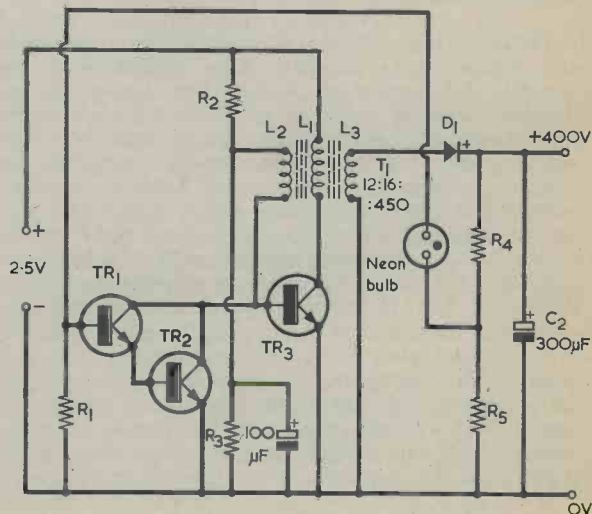 R2
L2 L1 L3
D1
+
+400V
T1
12:16:
:450
+
2·5V
−
TR1
TR2
TR3
Neon
bulb
R4
+
C2
300µF
R1
R3
100
µF
+
R5
0V